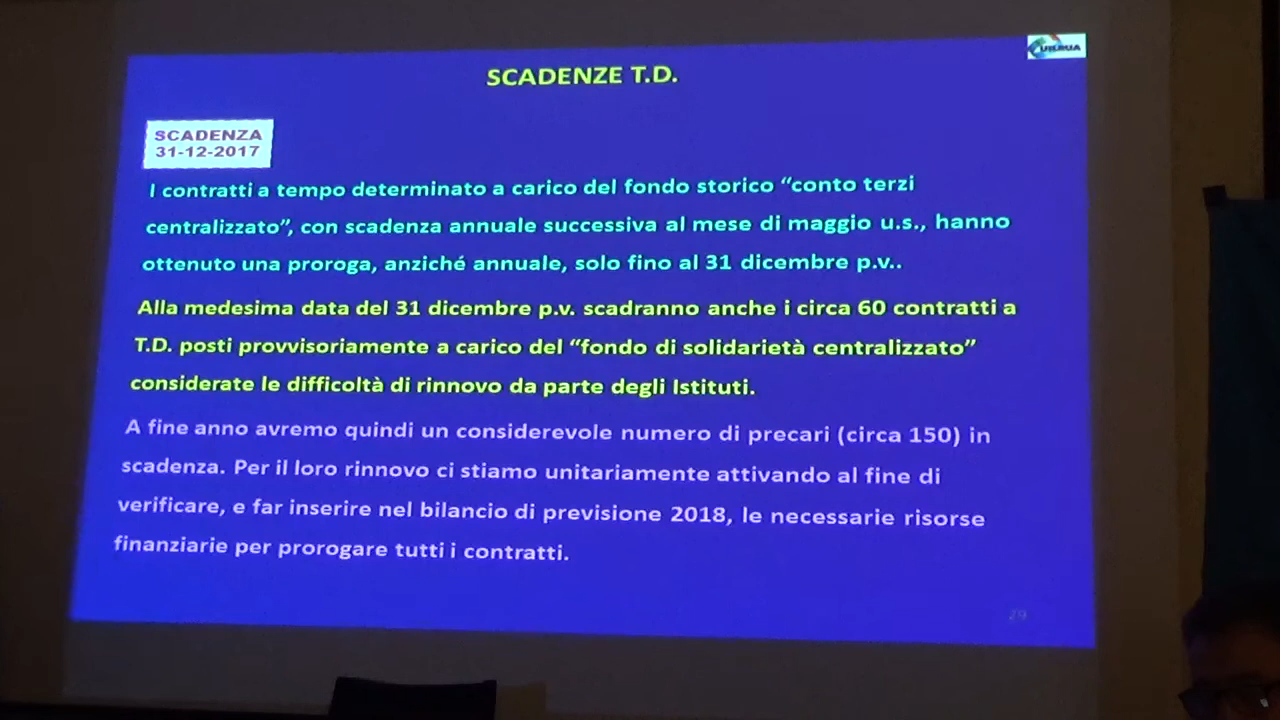 UILRUA
SCADENZE T.D.
SCADENZA
31-12-2017
I contratti a tempo determinato a carico del fondo storico “conto terzi
centralizzato”, con scadenza annuale successiva al mese di maggio u.s., hanno
ottenuto una proroga, anziché annuale, solo fino al 31 dicembre p.v..
Alla medesima data del 31 dicembre p.v. scadranno anche i circa 60 contratti a
T.D. posti provvisoriamente a carico del “fondo di solidarietà centralizzato”
considerate le difficoltà di rinnovo da parte degli Istituti.
A fine anno avremo quindi un considerevole numero di precari (circa 150) in
scadenza. Per il loro rinnovo ci stiamo unitariamente attivando al fine di
verificare, e far inserire nel bilancio di previsione 2018, le necessarie risorse
finanziarie per prorogare tutti i contratti.
29